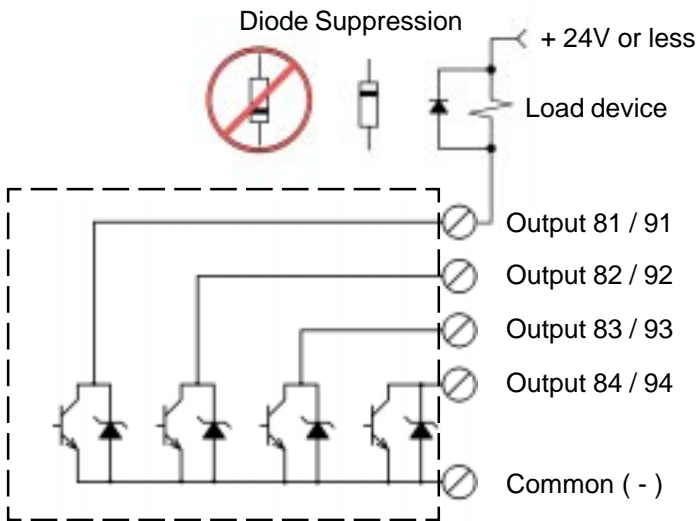 Diode Suppression
+ 24V or less
Load device
Output 81 / 91
Output 82 / 92
Output 83 / 93
Output 84 / 94
Common ( - )